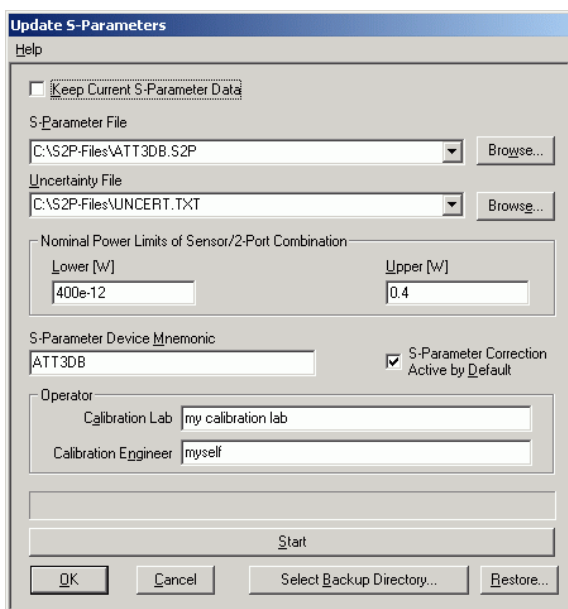 Update S-Parameters
Help
Keep Current S-Parameter Data
S-Parameter File
C:\S2P-Files\ATT3DB.S2P
Browse...
Uncertainty File
C:\S2P-Files\UNCERT.TXT
Browse...
Nominal Power Limits of Sensor/2-Port Combination
Lower [W]
Upper [W]
400e-12
0.4
S-Parameter Device Mnemonic
ATT3DB
S-Parameter Correction
Active by Default
Operator
Calibration Lab
my calibration lab
Calibration Engineer
myself
Start
OK
Cancel
Select Backup Directory...
Restore...